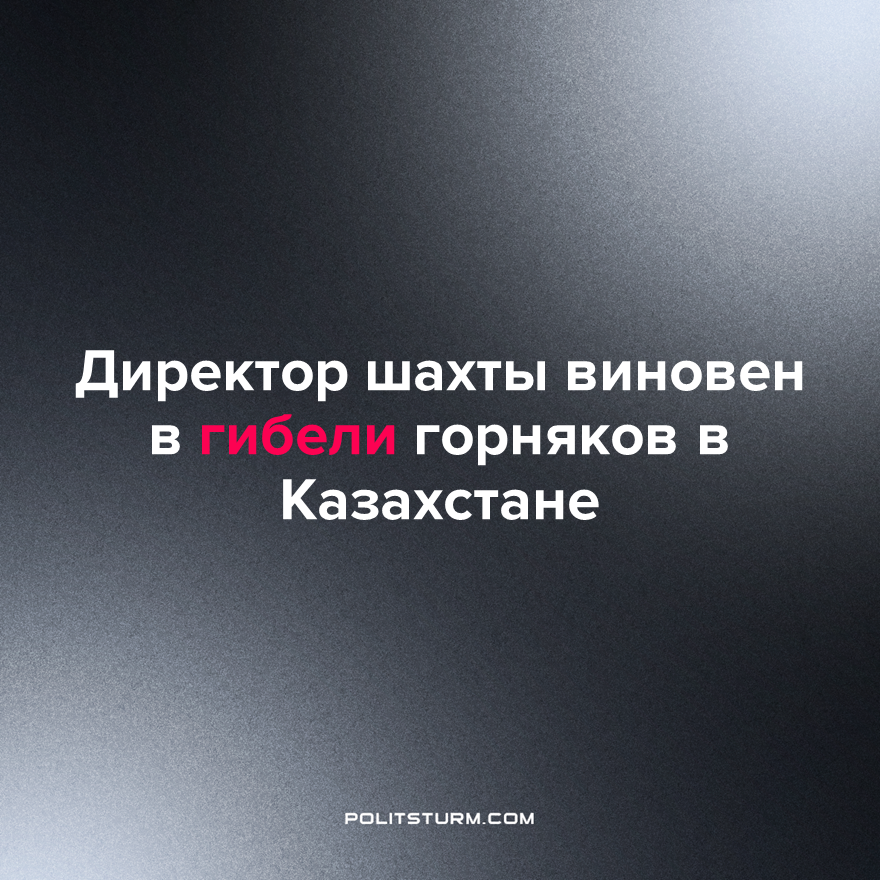 Директор шахты виновен
в гибели горняков в
Казахстане
POLITSTURM.COM